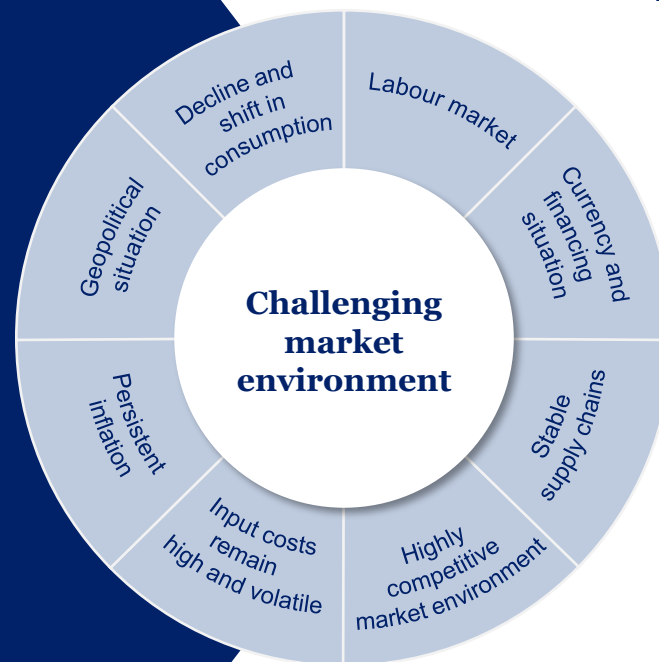 Challenging
market
environment
Labour market
Currency and
financing
situation
Stable
supply chains
Highly
competitive
market environment
Input costs
remain
high and volatile
Persistent
inflation
Geopolitical
situation
Decline and
shift in
consumption